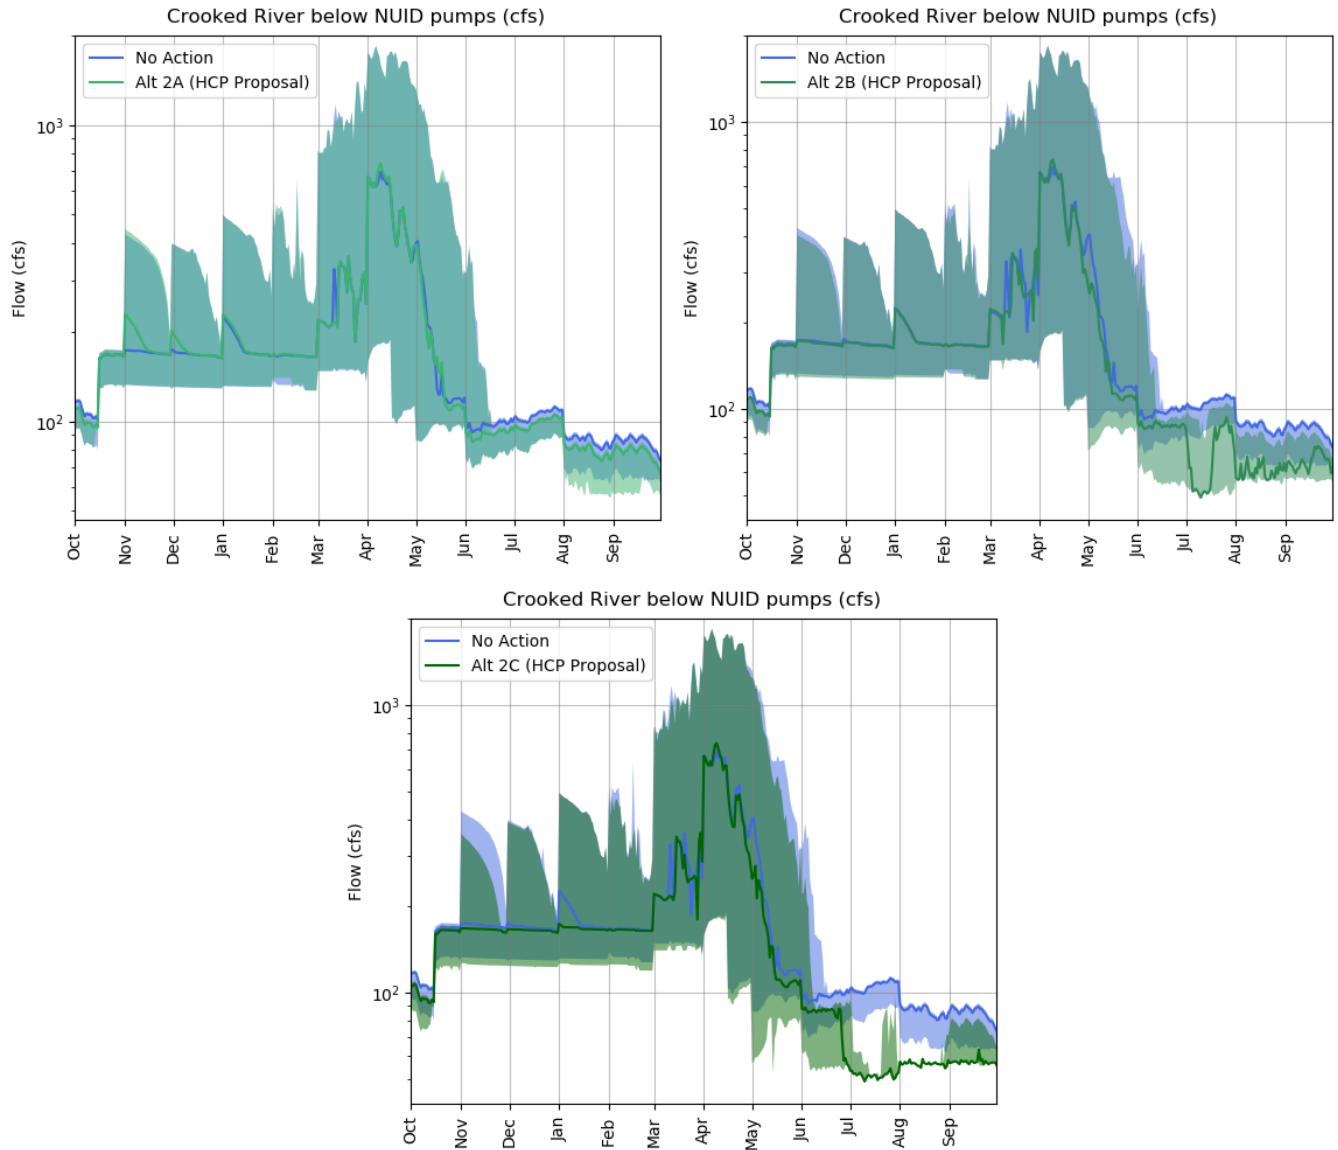 Crooked River below NUID pumps (cfs)
No Action
Alt 2A (HCP Proposal)
Flow (cfs)
10³
10²
Oct
Nov
Dec
Jan
Feb
Mar
Apr
May
Jun
Jul
Aug
Sep
Crooked River below NUID pumps (cfs)
No Action
Alt 2B (HCP Proposal)
Flow (cfs)
10³
10²
Oct
Nov
Dec
Jan
Feb
Mar
Apr
May
Jun
Jul
Aug
Sep
Crooked River below NUID pumps (cfs)
No Action
Alt 2C (HCP Proposal)
Flow (cfs)
10³
10²
Oct
Nov
Dec
Jan
Feb
Mar
Apr
May
Jun
Jul
Aug
Sep